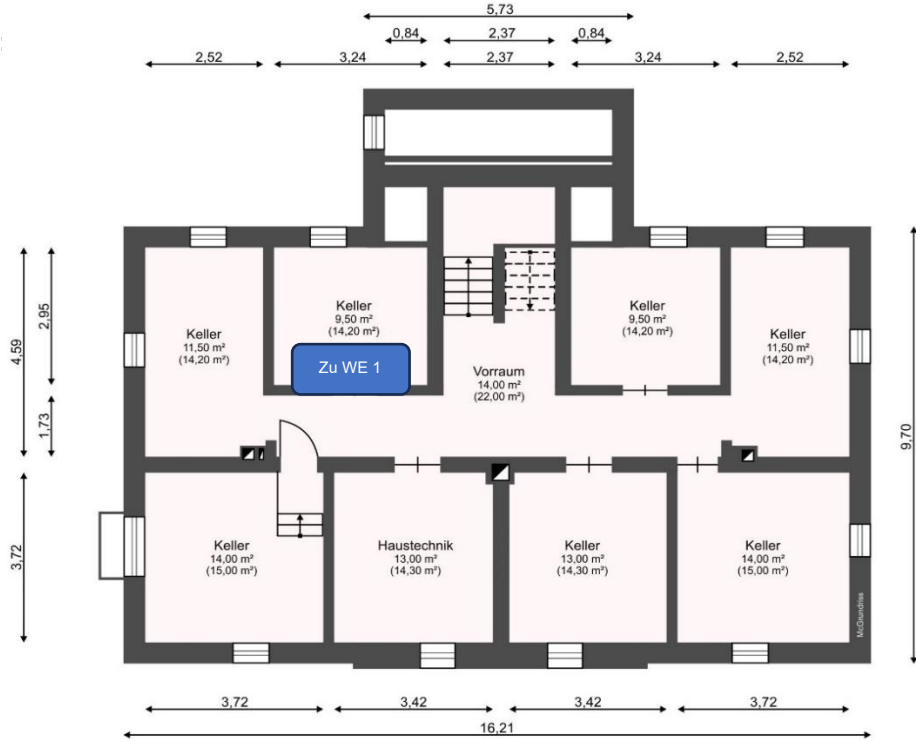 5,73
0,84
2,37
0,84
2,52
3,24
2,37
3,24
2,52
4,59
2,95
1,73
3,72
9,70
Keller
11,50 m²
(14,20 m²)
Keller
9,50 m²
(14,20 m²)
Zu WE 1
Vorraum
14,00 m²
(22,00 m²)
Keller
9,50 m²
(14,20 m²)
Keller
11,50 m²
(14,20 m²)
Keller
14,00 m²
(15,00 m²)
Haustechnik
13,00 m²
(14,30 m²)
Keller
13,00 m²
(14,30 m²)
Keller
14,00 m²
(15,00 m²)
McGrundriss
3,72
3,42
3,42
3,72
16,21